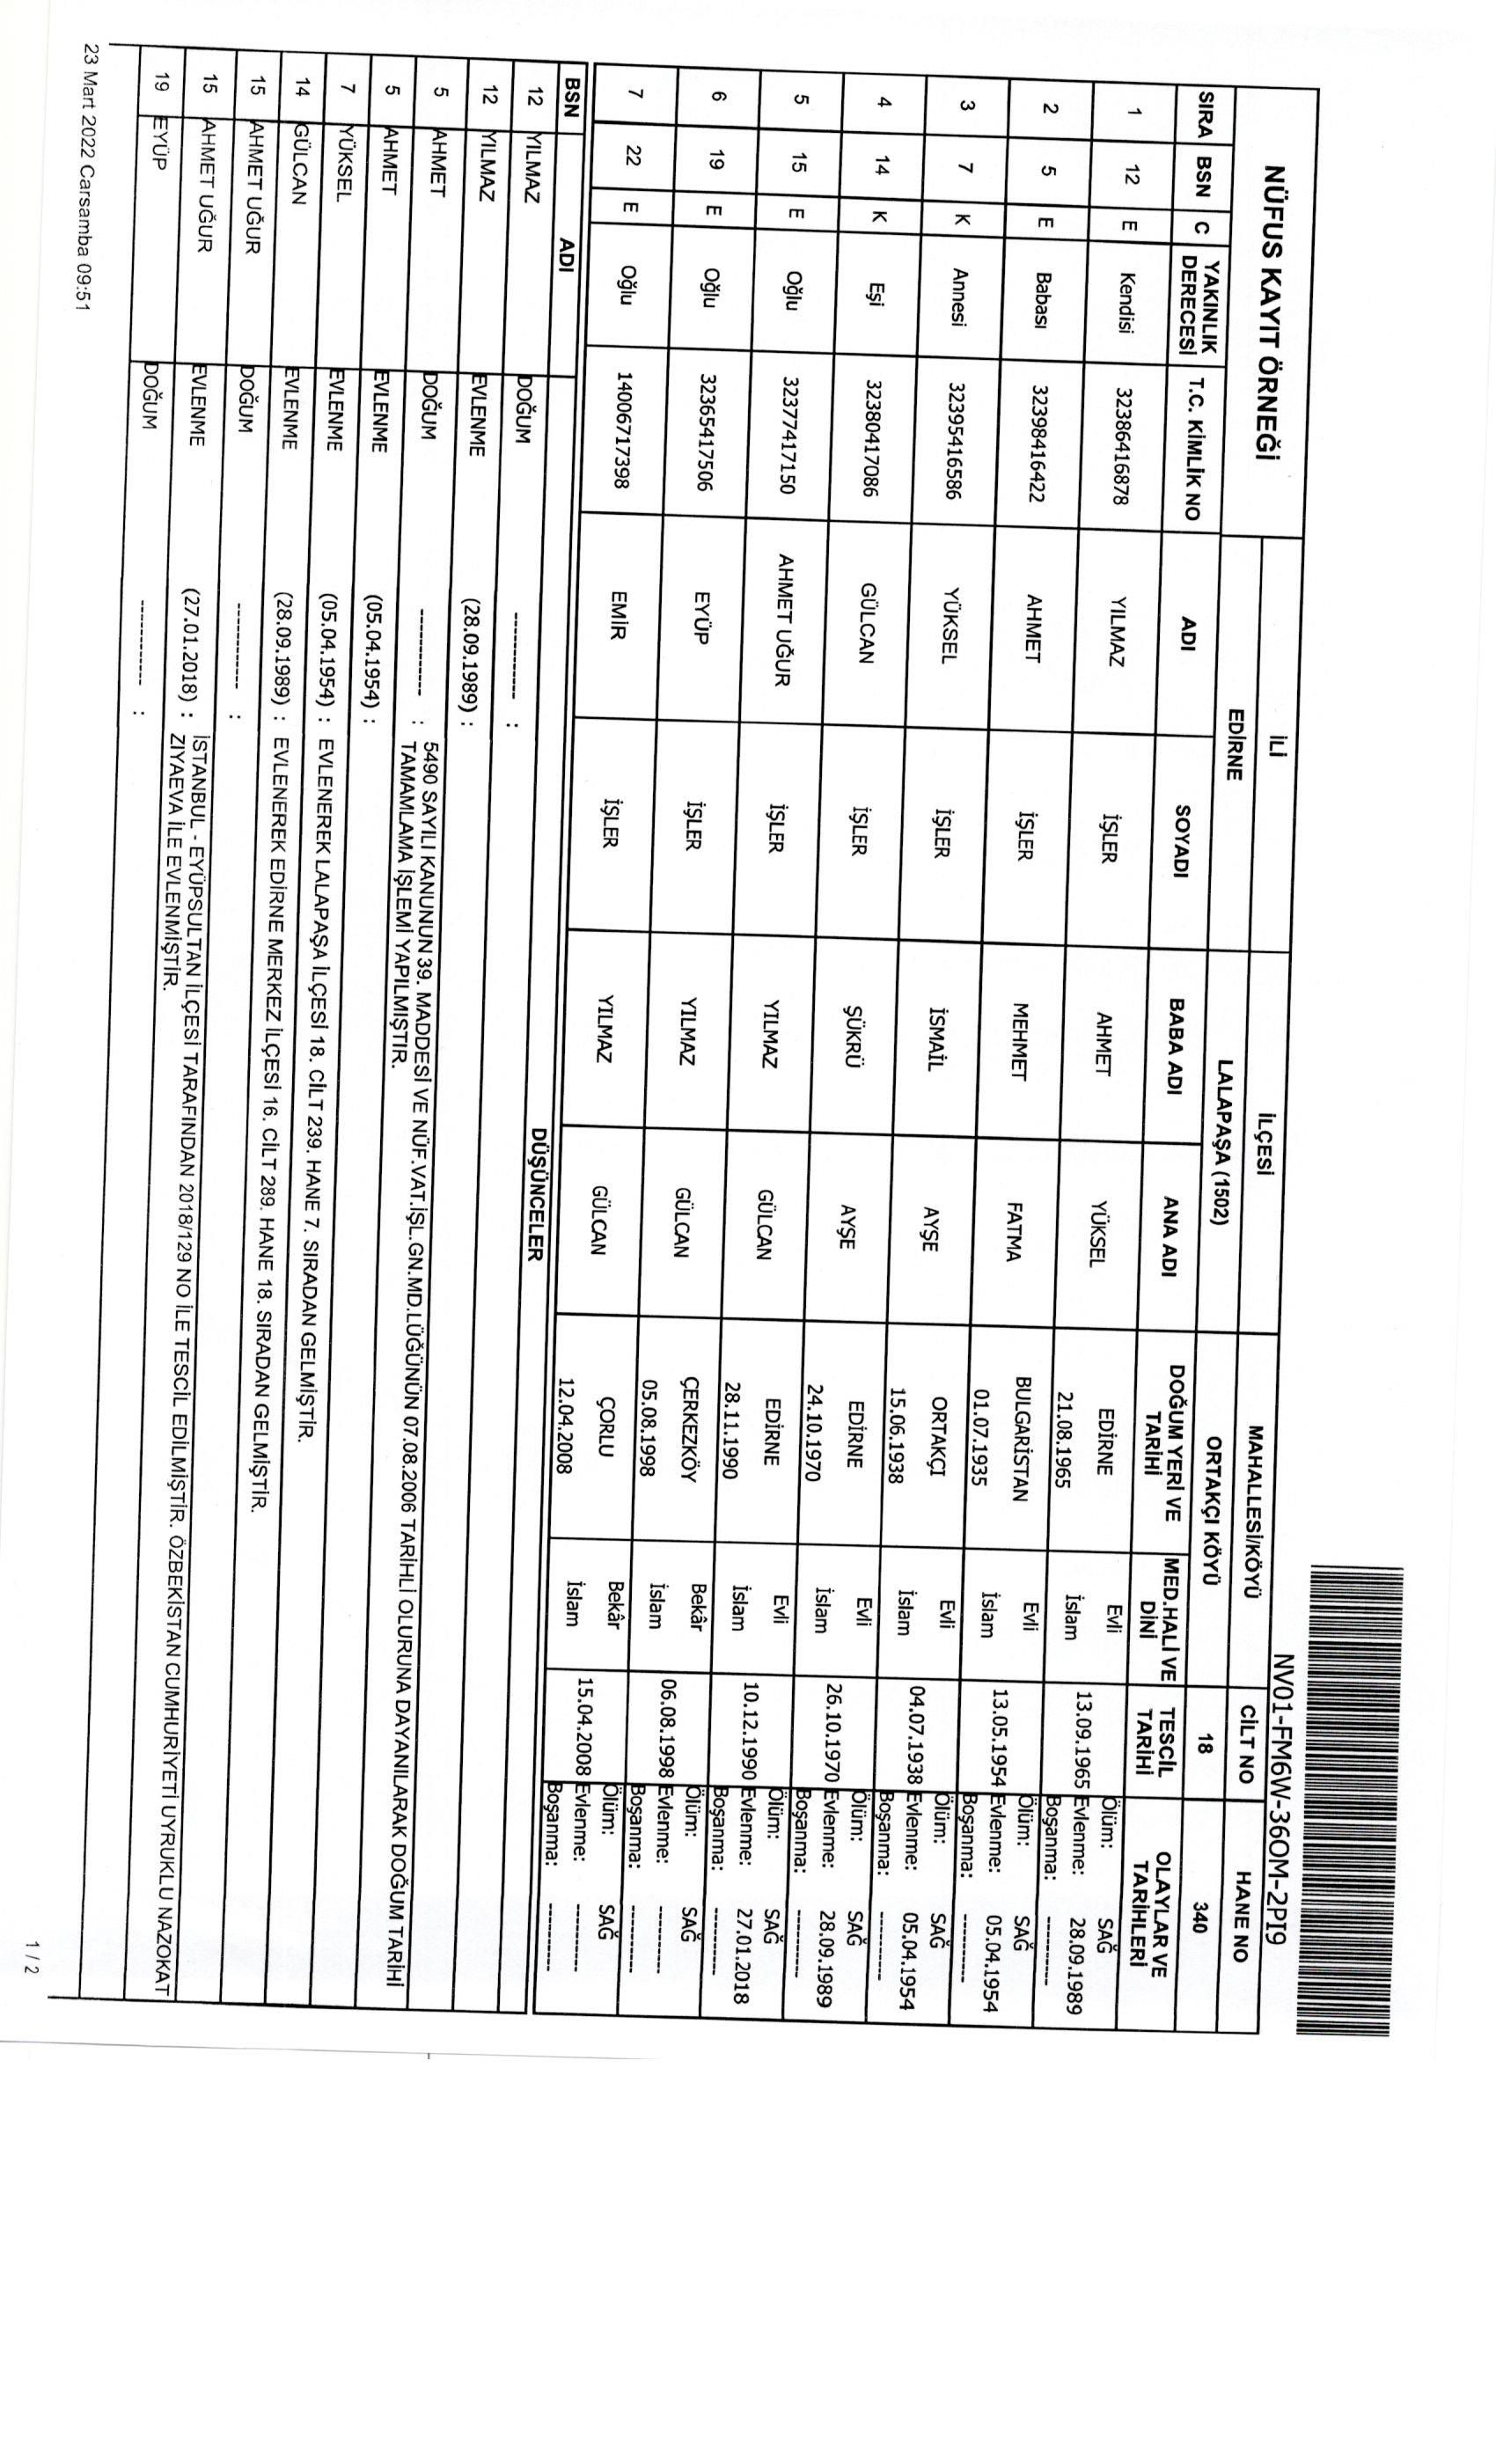 NV01-FM6W-36OM-2PI9
NÜFUS KAYIT ÖRNEĞİ
İLİ İLÇESİ MAHALLESİ/KÖYÜ CİLT NO HANE NO
EDİRNE LALAPAŞA (1502) ORTAKÇI KÖYÜ 18 340
SIRA BSN C YAKINLIK DERECESİ T.C. KİMLİK NO ADI SOYADI BABA ADI ANA ADI DOĞUM YERİ VE TARİHİ MED.HALİ VE DİNİ TESCİL TARİHİ OLAYLAR VE TARİHLERİ
1 12 E Kendisi 32386416878 YILMAZ İŞLER AHMET YÜKSEL EDİRNE 21.08.1965 Evli İslam 13.09.1965 Ölüm: SAĞ Evlenme: 28.09.1989 Boşanma: ----------
2 5 E Babası 32398416422 AHMET İŞLER MEHMET FATMA BULGARİSTAN 01.07.1935 Evli İslam 13.05.1954 Ölüm: SAĞ Evlenme: 05.04.1954 Boşanma: ----------
3 7 K Annesi 32395416586 YÜKSEL İŞLER İSMAİL AYŞE ORTAKÇI 15.06.1938 Evli İslam 04.07.1938 Ölüm: SAĞ Evlenme: 05.04.1954 Boşanma: ----------
4 14 K Eşi 32380417086 GÜLCAN İŞLER ŞÜKRÜ AYŞE EDİRNE 24.10.1970 Evli İslam 26.10.1970 Ölüm: SAĞ Evlenme: 28.09.1989 Boşanma: ----------
5 15 E Oğlu 32377417150 AHMET UĞUR İŞLER YILMAZ GÜLCAN EDİRNE 28.11.1990 Evli İslam 10.12.1990 Ölüm: SAĞ Evlenme: 27.01.2018 Boşanma: ----------
6 19 E Oğlu 32365417506 EYÜP İŞLER YILMAZ GÜLCAN ÇERKEZKÖY 05.08.1998 Bekâr İslam 06.08.1998 Ölüm: SAĞ Evlenme: ---------- Boşanma: ----------
7 22 E Oğlu 14006717398 EMİR İŞLER YILMAZ GÜLCAN ÇORLU 12.04.2008 Bekâr İslam 15.04.2008 Ölüm: SAĞ Evlenme: ---------- Boşanma: ----------
BSN ADI DÜŞÜNCELER
12 YILMAZ DOĞUM ----------- :
12 YILMAZ EVLENME (28.09.1989) :
5 AHMET DOĞUM ----------- : 5490 SAYILI KANUNUN 39. MADDESİ VE NÜF.VAT.İŞL.GN.MD.LÜĞÜNÜN 07.08.2006 TARİHLİ OLURUNA DAYANILARAK DOĞUM TARİHİ
TAMAMLAMA İŞLEMİ YAPILMIŞTIR.
5 AHMET EVLENME (05.04.1954) :
7 YÜKSEL EVLENME (05.04.1954) : EVLENEREK LALAPAŞA İLÇESİ 18. CİLT 239. HANE 7. SIRADAN GELMİŞTİR.
14 GÜLCAN EVLENME (28.09.1989) : EVLENEREK EDİRNE MERKEZ İLÇESİ 16. CİLT 289. HANE 18. SIRADAN GELMİŞTİR.
15 AHMET UĞUR DOĞUM ----------- :
15 AHMET UĞUR EVLENME (27.01.2018) : İSTANBUL - EYÜPSULTAN İLÇESİ TARAFINDAN 2018/129 NO İLE TESCİL EDİLMİŞTİR. ÖZBEKİSTAN CUMHURİYETİ UYRUKLU NAZOKAT
ZIYAEVA İLE EVLENMİŞTİR.
19 EYÜP DOĞUM ----------- :
23 Mart 2022 Carsamba 09:51
1 / 2